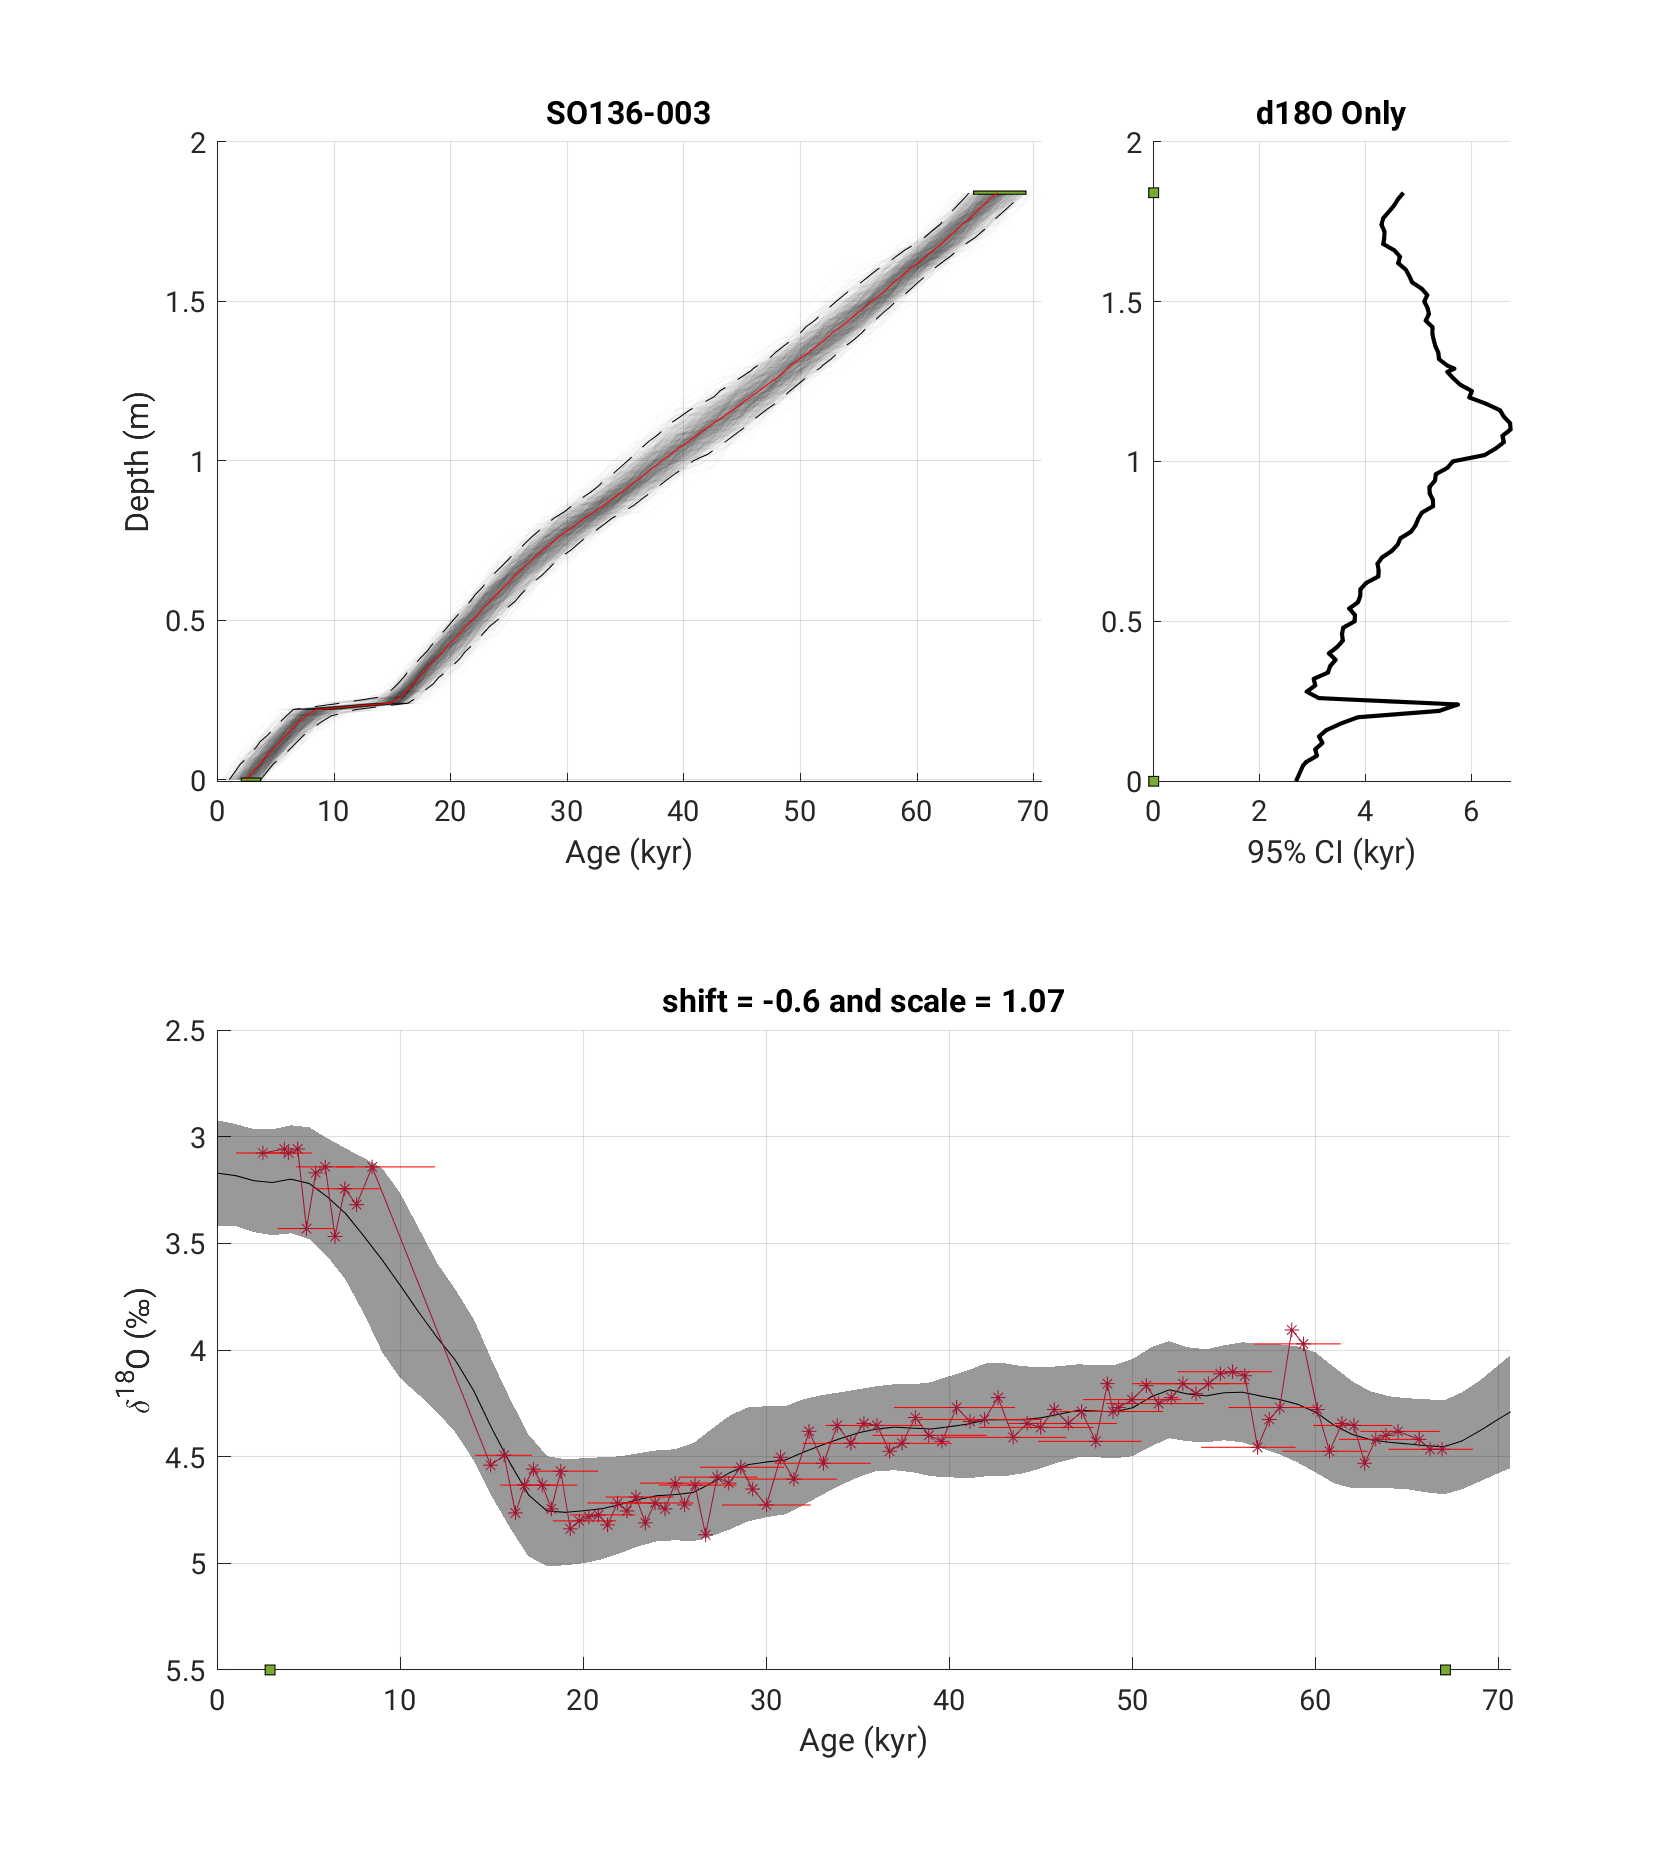 SO136-003
d18O Only
2
1.5
1
0.5
0
Depth (m)
0 10 20 30 40 50 60 70
Age (kyr)
2
1.5
1
0.5
0
0 2 4 6
95% CI (kyr)
shift = -0.6 and scale = 1.07
2.5
3
3.5
4
4.5
5
5.5
δ18O (‰)
0 10 20 30 40 50 60 70
Age (kyr)